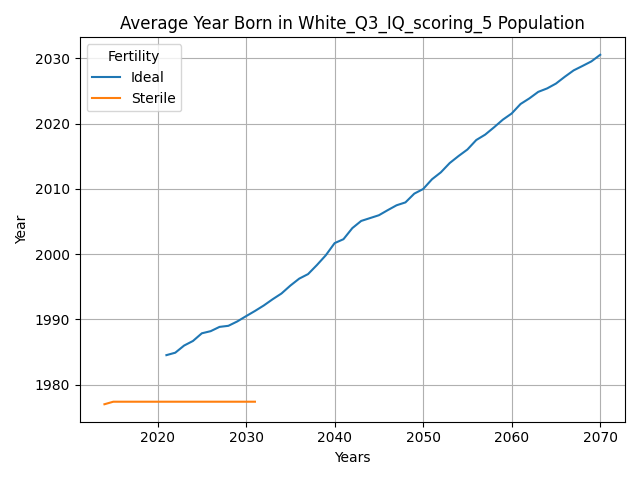 Average Year Born in White_Q3_IQ_scoring_5 Population
Fertility
Ideal
Sterile
2030
2020
2010
2000
1990
1980
Year
2020 2030 2040 2050 2060 2070
Years